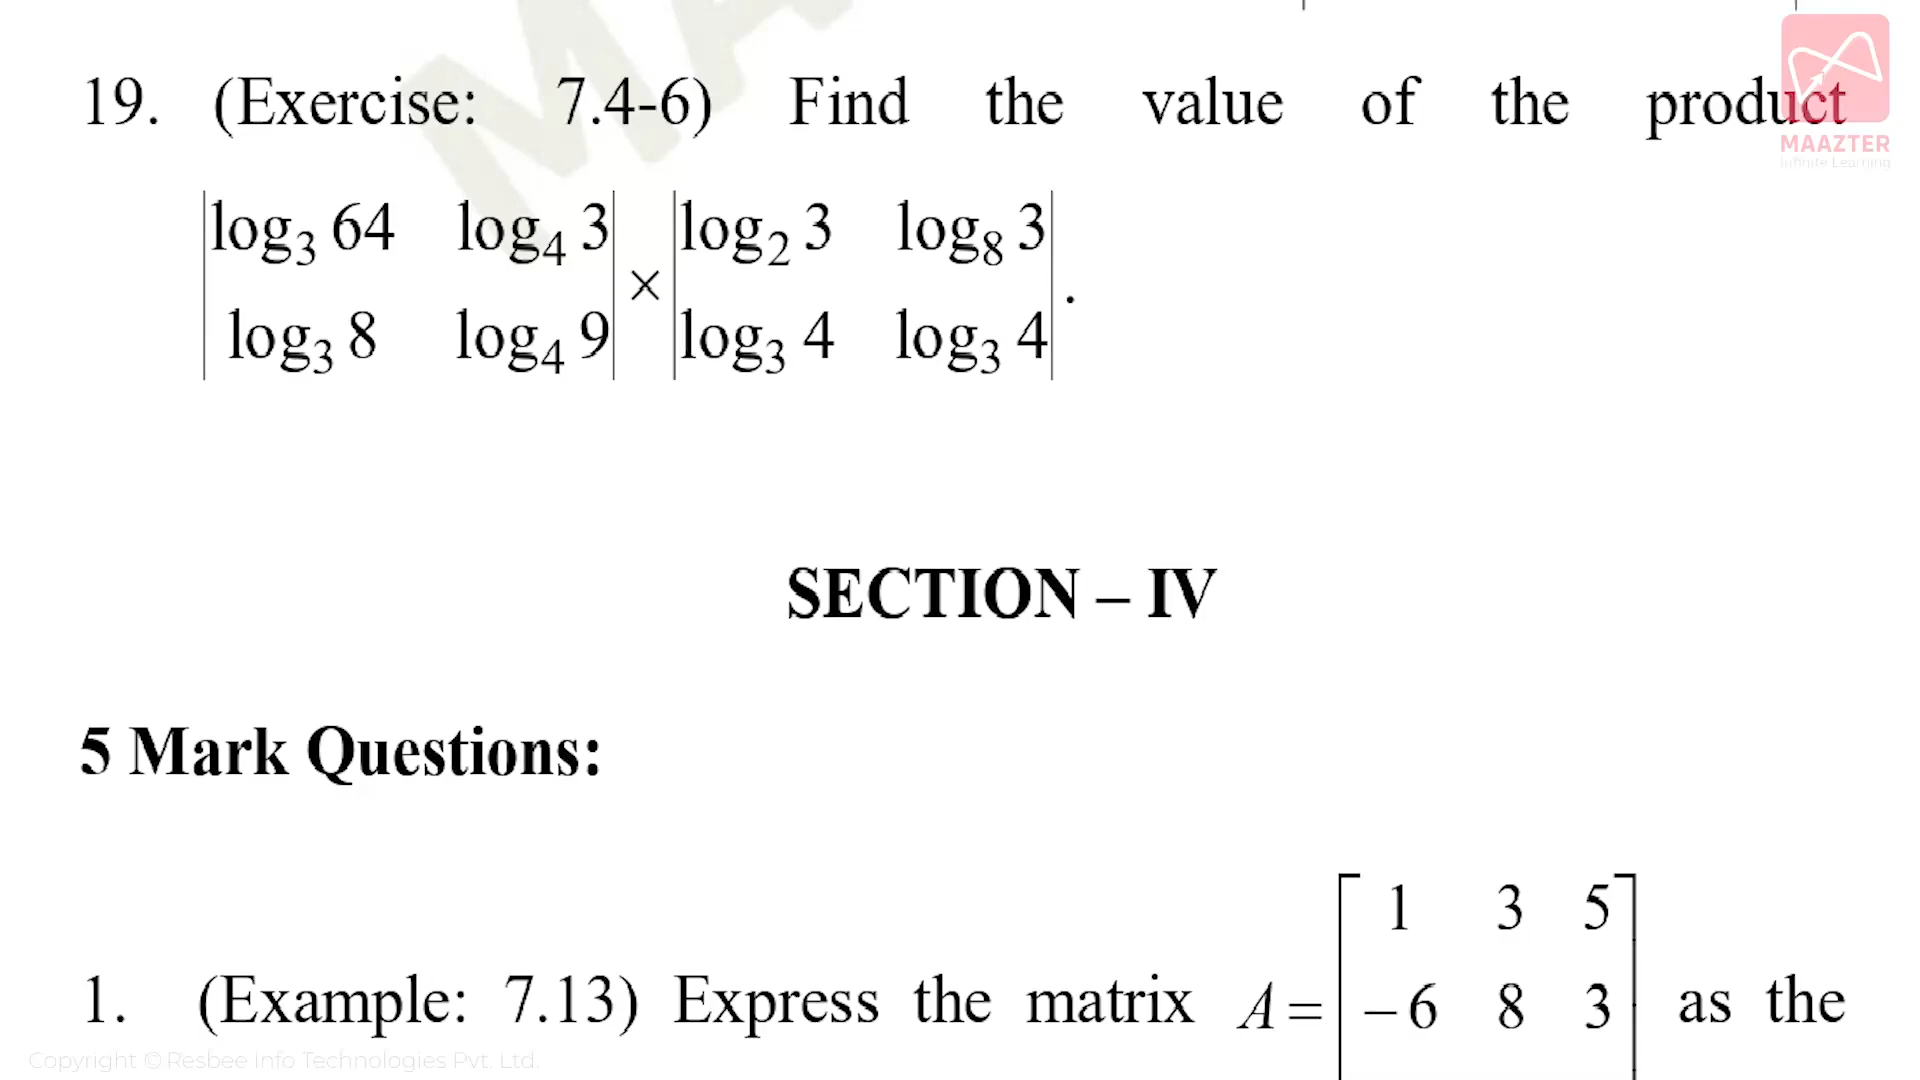 19. (Exercise: 7.4-6) Find the value of the product
|log₃ 64 log₄ 3| × |log₂ 3 log₈ 3|
|log₃ 8 log₄ 9| |log₃ 4 log₃ 4| .
MAAZTER
Infinite Learning
SECTION – IV
5 Mark Questions:
1 3 5
1. (Example: 7.13) Express the matrix A = – 6 8 3 as the
Copyright © Resbee Info Technologies Pvt. Ltd.